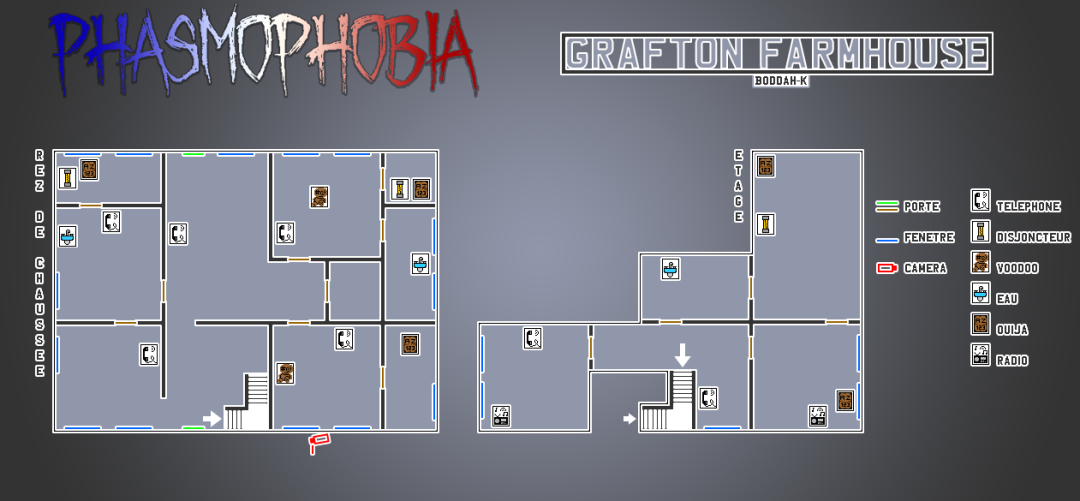 PHASMOPHOBIA
GRAFTON FARMHOUSE
BODDAH-K
REZ DE CHAUSSEE
ETAGE
PORTE
FENETRE
CAMERA
TELEPHONE
DISJONCTEUR
VOODOO
EAU
OUIJA
RADIO